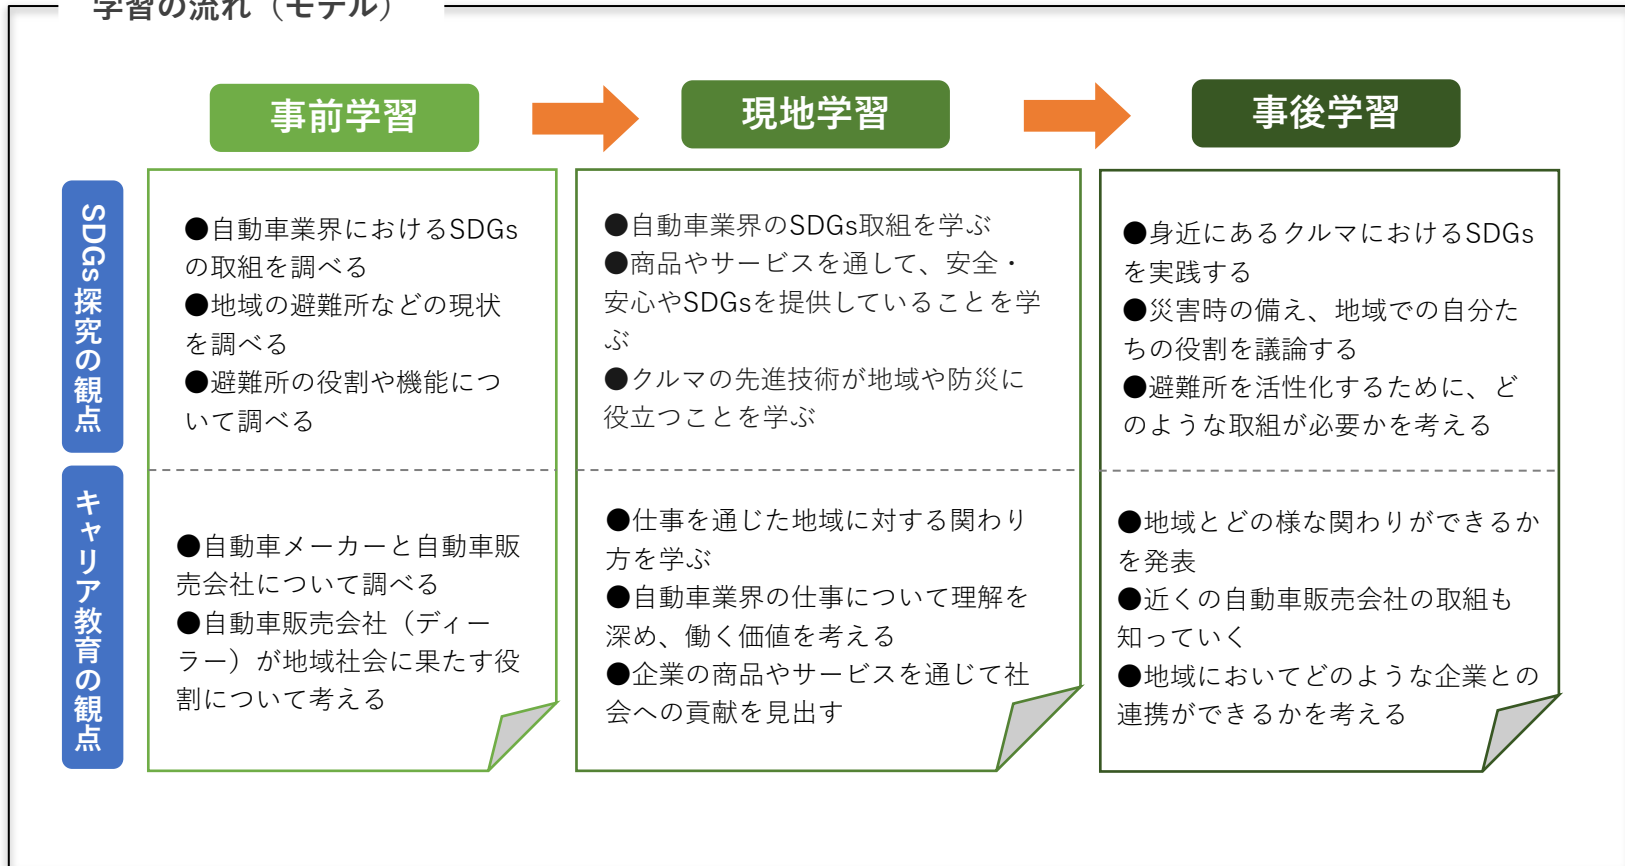 学習の流れ（モデル）
事前学習
現地学習
事後学習
SDGs探究の観点
●自動車業界におけるSDGs
の取組を調べる
●地域の避難所などの現状
を調べる
●避難所の役割や機能につ
いて調べる
●自動車業界のSDGs取組を学ぶ
●商品やサービスを通して、安全・
安心やSDGsを提供していることを学
ぶ
●クルマの先進技術が地域や防災に
役立つことを学ぶ
●身近にあるクルマにおけるSDGs
を実践する
●災害時の備え、地域での自分た
ちの役割を議論する
●避難所を活性化するために、ど
のような取組が必要かを考える
キャリア教育の観点
●自動車メーカーと自動車販
売会社について調べる
●自動車販売会社（ディー
ラー）が地域社会に果たす役
割について考える
●仕事を通じた地域に対する関わり
方を学ぶ
●自動車業界の仕事について理解を
深め、働く価値を考える
●企業の商品やサービスを通じて社
会への貢献を見出す
●地域とどの様な関わりができるか
を発表
●近くの自動車販売会社の取組も
知っていく
●地域においてどのような企業との
連携ができるかを考える